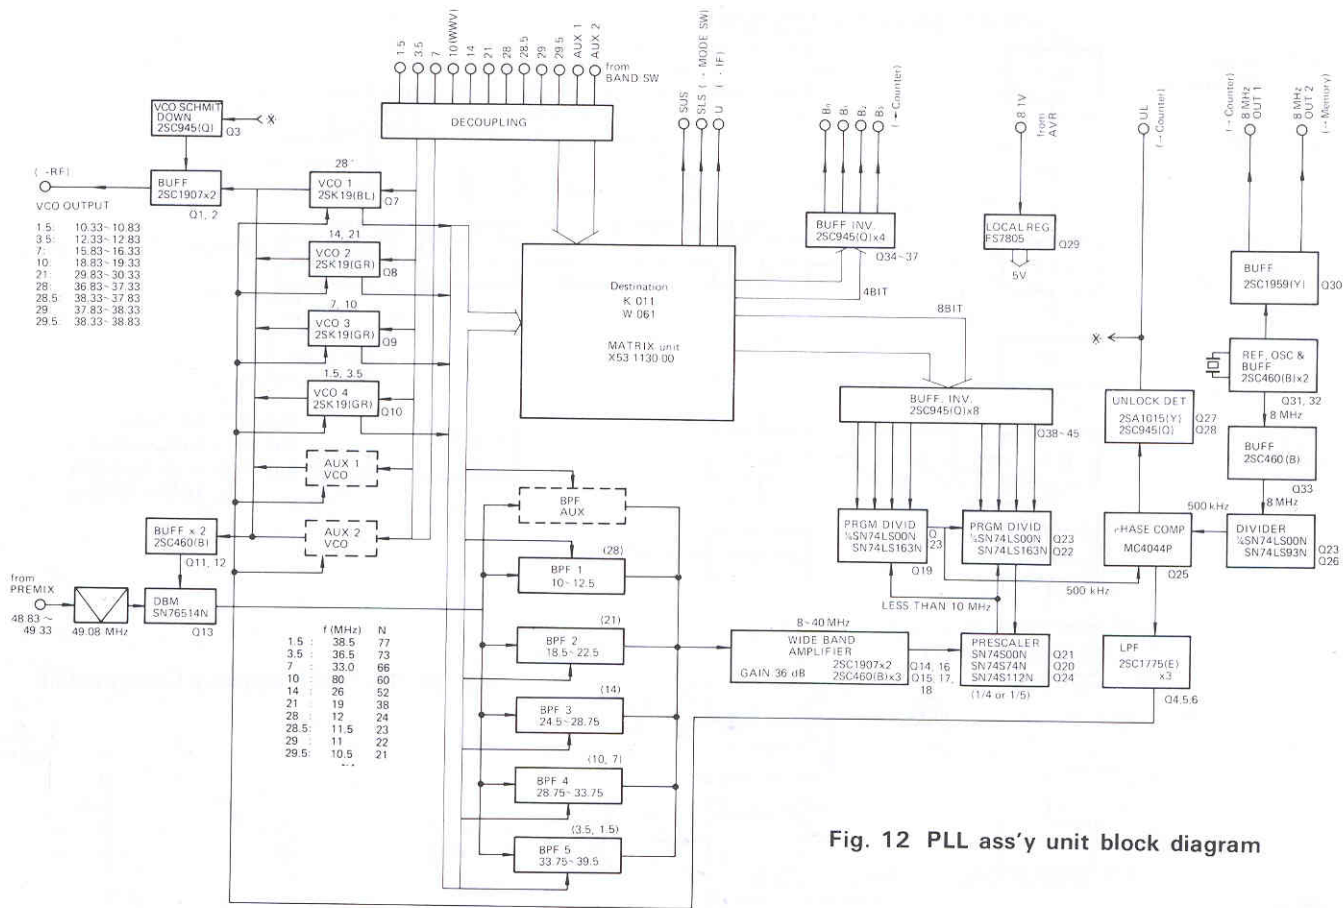 1.5
3.5
7
10(WWV)
14
21
28
28.5
29
29.5
AUX 1
AUX 2
from
BAND SW
DECOUPLING
VCO SCHMIT
DOWN
2SC945(Q)
Q3
(→RF)
BUFF
2SC1907x2
Q1, 2
VCO OUTPUT
1.5: 10.33~10.83
3.5: 12.33~12.83
7: 15.83~16.33
10: 18.83~19.33
21: 29.83~30.33
28: 36.83~37.33
28.5 38.33~37.83
29: 37.83~38.33
29.5: 38.33~38.83
28
VCO 1
2SK19(BL)
Q7
14, 21
VCO 2
2SK19(GR)
Q8
7, 10
VCO 3
2SK19(GR)
Q9
1.5, 3.5
VCO 4
2SK19(GR)
Q10
AUX 1
VCO
AUX 2
VCO
BUFF x 2
2SC460(B)
Q11, 12
from
PREMIX
48.83~
49.33
49.08 MHz
DBM
SN76514N
Q13
f (MHz) N
1.5 : 38.5 77
3.5 : 36.5 73
7 : 33.0 66
10 : 80 60
14 : 26 52
21 : 19 38
28 : 12 24
28.5: 11,5 23
29 : 11 22
29.5: 10.5 21
SUS
SLS (→MODE SW)
U (→IF)
Destination
K 011
W 061
MATRIX unit
X53 1130 00
B0
B1
B2
B3
(→Counter)
BUFF INV.
2SC945(Q)x4
Q34~37
4BIT
8BIT
8 1V
from
AVR
LOCAL REG.
FS7805
Q29
5V
UL
(→Counter)
(→Counter)
8 MHz
OUT 1
8 MHz
OUT 2
(→Memory)
BUFF
2SC1959(Y)
Q30
REF, OSC &
BUFF
2SC460(B)x2
Q31, 32
8 MHz
BUFF
2SC460(B)
Q33
8 MHz
500 kHz
DIVIDER
¼SN74LS00N
SN74LS93N
Q23
Q26
UNLOCK DET.
2SA1015(Y)
2SC945(Q)
Q27
Q28
PHASE COMP
MC4044P
Q25
500 kHz
BUFF. INV.
2SC945(Q)x8
Q38~45
PRGM DIVID
¼SN74LS00N
SN74LS163N
Q
23
Q19
PRGM DIVID
¼SN74LS00N
SN74LS163N
Q23
Q22
LESS THAN 10 MHz
BPF
AUX
(28)
BPF 1
10~12.5
(21)
BPF 2
18.5~22.5
(14)
BPF 3
24.5~28.75
(10, 7)
BPF 4
28.75~33.75
(3.5, 1.5)
BPF 5
33.75~39.5
8~40 MHz
WIDE BAND
AMPLIFIER
2SC1907x2
GAIN.36 dB 2SC460(B)x3
Q14, 16
Q15, 17,
18
PRESCALER
SN74S00N
SN74S74N
SN74S112N
(1/4 or 1/5)
Q21
Q20
Q24
LPF
2SC1775(E)
x3
Q4,5,6
Fig. 12 PLL ass'y unit block diagram